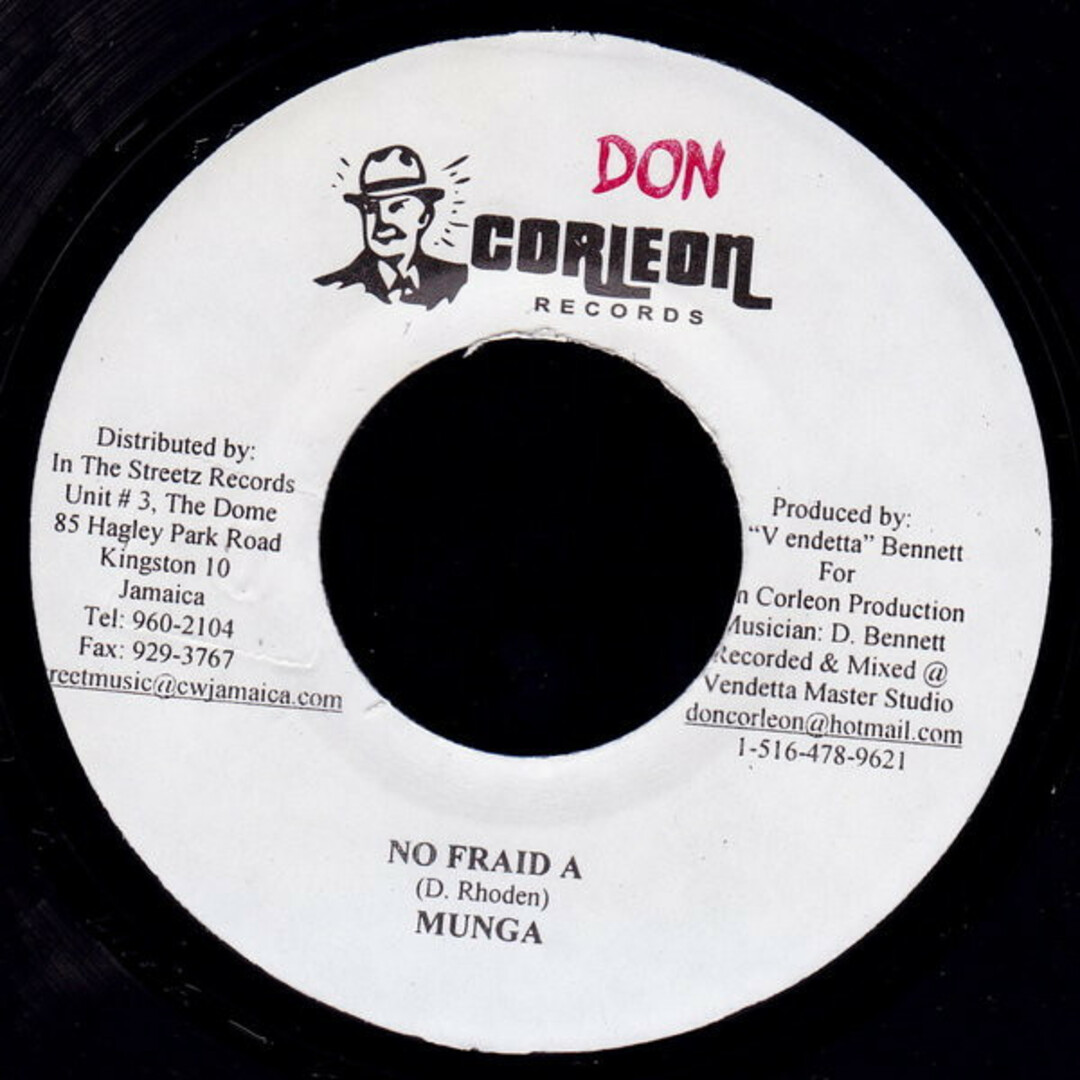 DON
CORLEON
RECORDS
Distributed by:
In The Streetz Records
Unit # 3, The Dome
85 Hagley Park Road
Kingston 10
Jamaica
Tel: 960-2104
Fax: 929-3767
reetmusic@cwjamaica.com
Produced by:
"V endetta" Bennett
For
n Corleon Production
Musician: D. Bennett
Recorded & Mixed @
Vendetta Master Studio
doncorleon@hotmail.com
1-516-478-9621
NO FRAID A
(D. Rhoden)
MUNGA